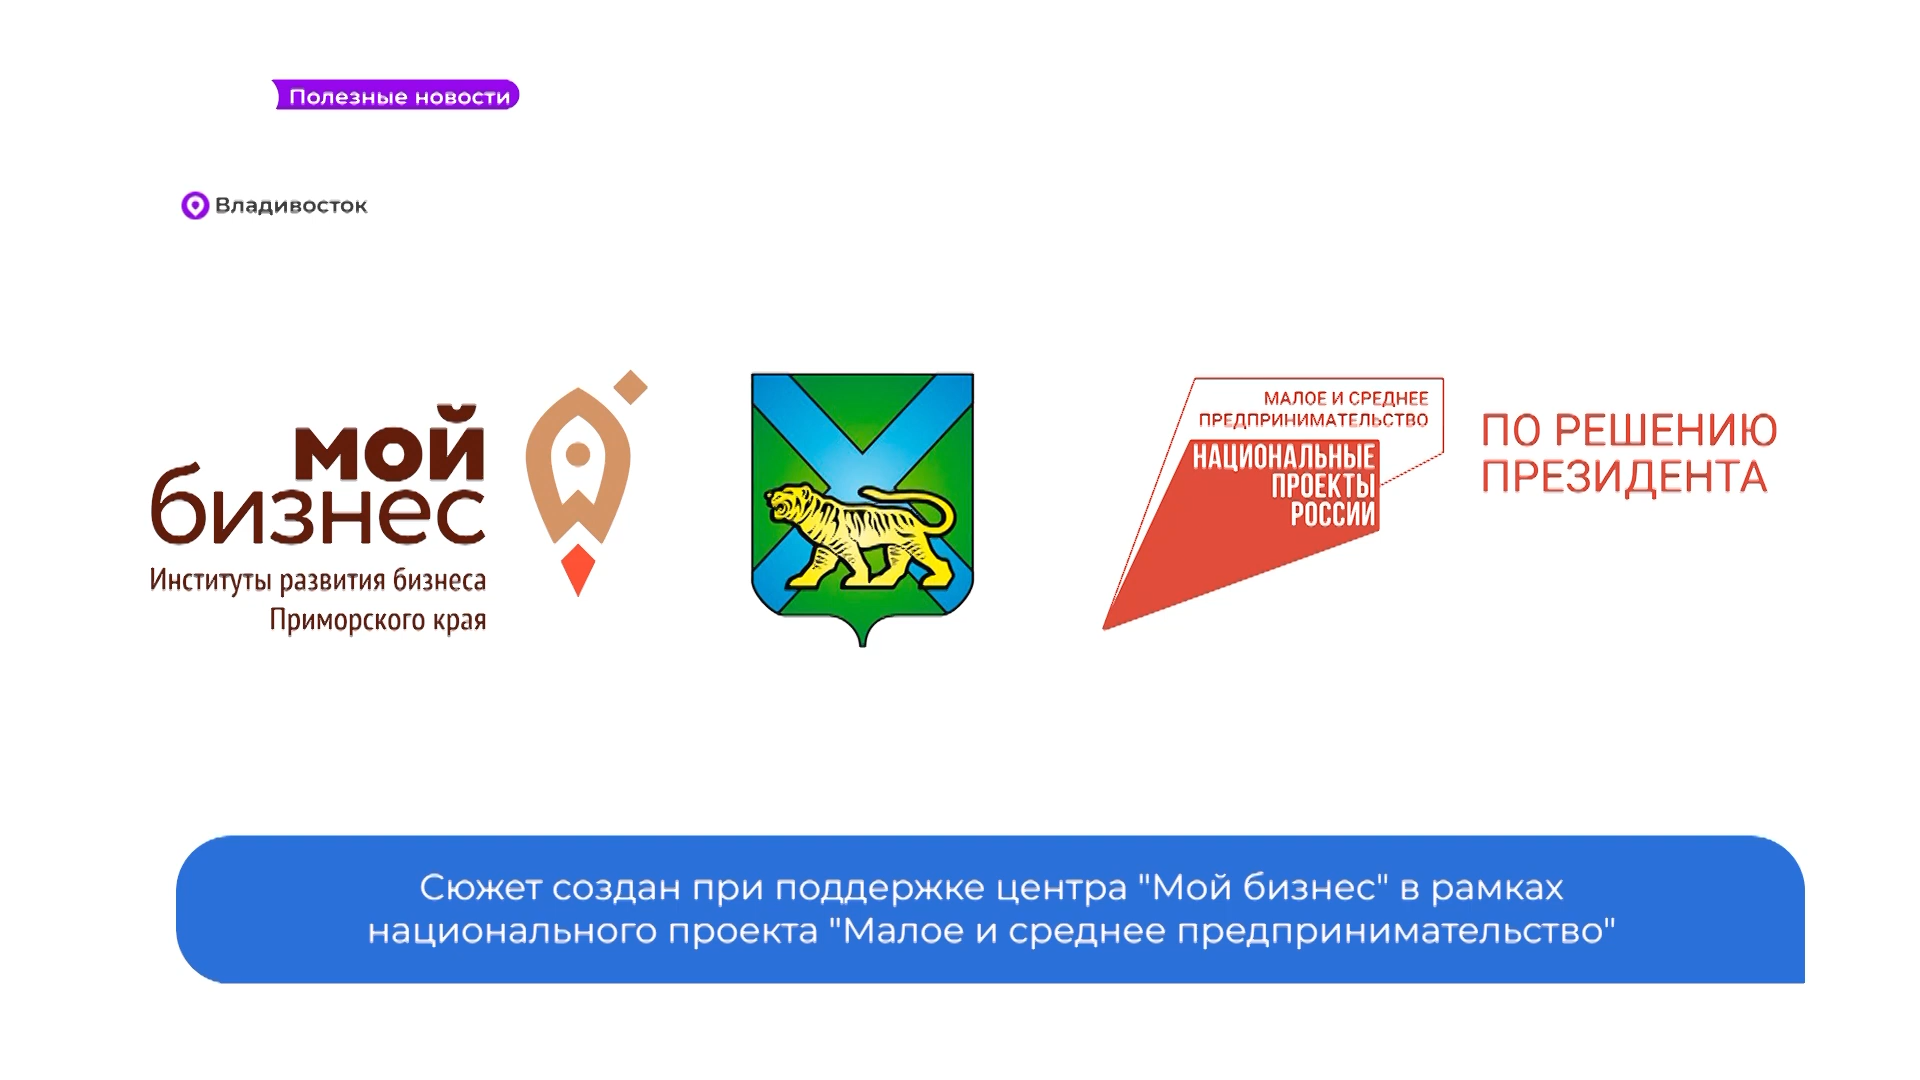 Полезные новости
Владивосток
мой
бизнес
Институты развития бизнеса
Приморского края
МАЛОЕ И СРЕДНЕЕ
ПРЕДПРИНИМАТЕЛЬСТВО
НАЦИОНАЛЬНЫЕ
ПРОЕКТЫ
РОССИИ
ПО РЕШЕНИЮ
ПРЕЗИДЕНТА
Сюжет создан при поддержке центра "Мой бизнес" в рамках
национального проекта "Малое и среднее предпринимательство"